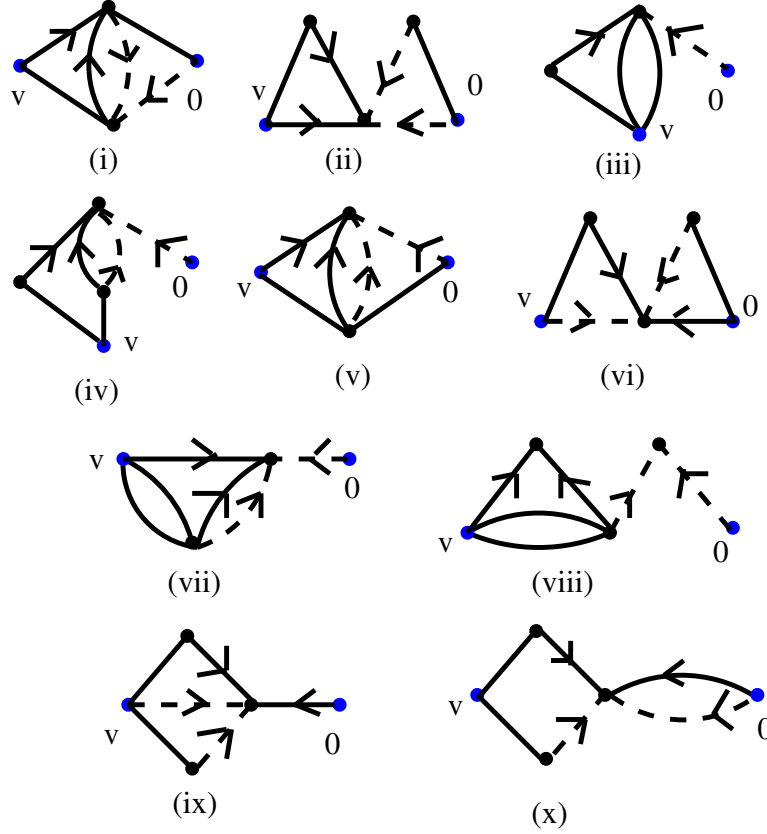 v 0
(i)
v 0
(ii)
v 0
(iii)
v 0
(iv)
v 0
(v)
v 0
(vi)
v 0
(vii)
v 0
(viii)
v 0
(ix)
v 0
(x)